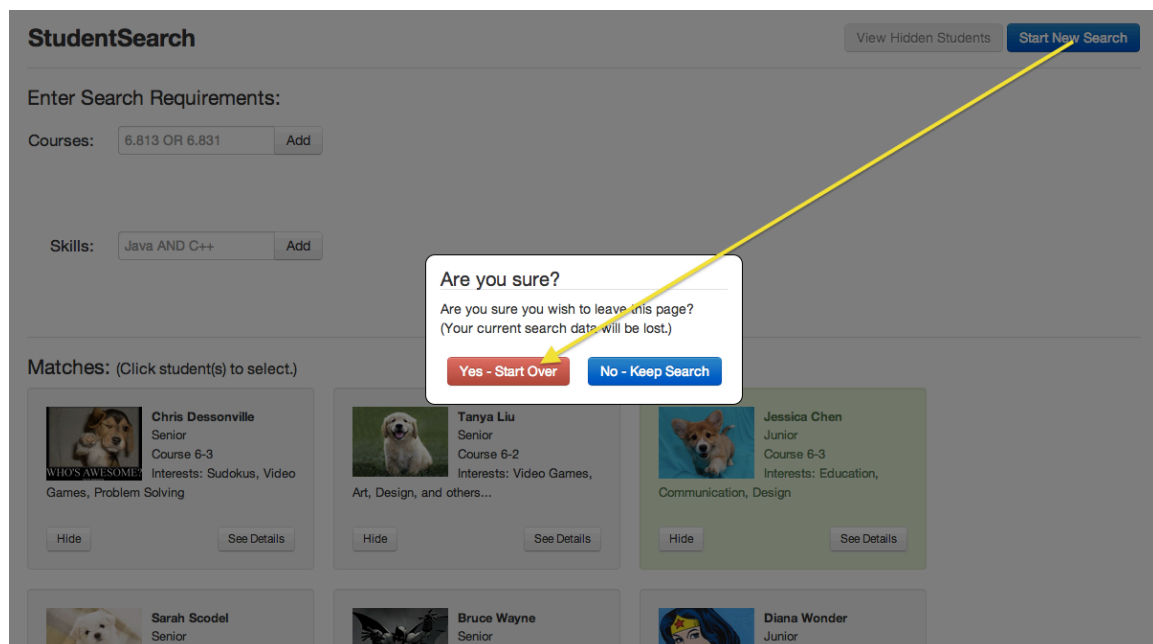 StudentSearch
View Hidden Students
Start New Search
Enter Search Requirements:
Courses:
6.813 OR 6.831
Add
Skills:
Java AND C++
Add
Are you sure?
Are you sure you wish to leave this page?
(Your current search data will be lost.)
Yes - Start Over
No - Keep Search
Matches: (Click student(s) to select.)
WHO'S AWESOME?
Chris Dessonville
Senior
Course 6-3
Interests: Sudokus, Video
Games, Problem Solving
Hide
See Details
Tanya Liu
Senior
Course 6-2
Interests: Video Games,
Art, Design, and others...
Hide
See Details
Jessica Chen
Junior
Course 6-3
Interests: Education,
Communication, Design
Hide
See Details
Sarah Scodel
Senior
Bruce Wayne
Senior
Diana Wonder
Junior